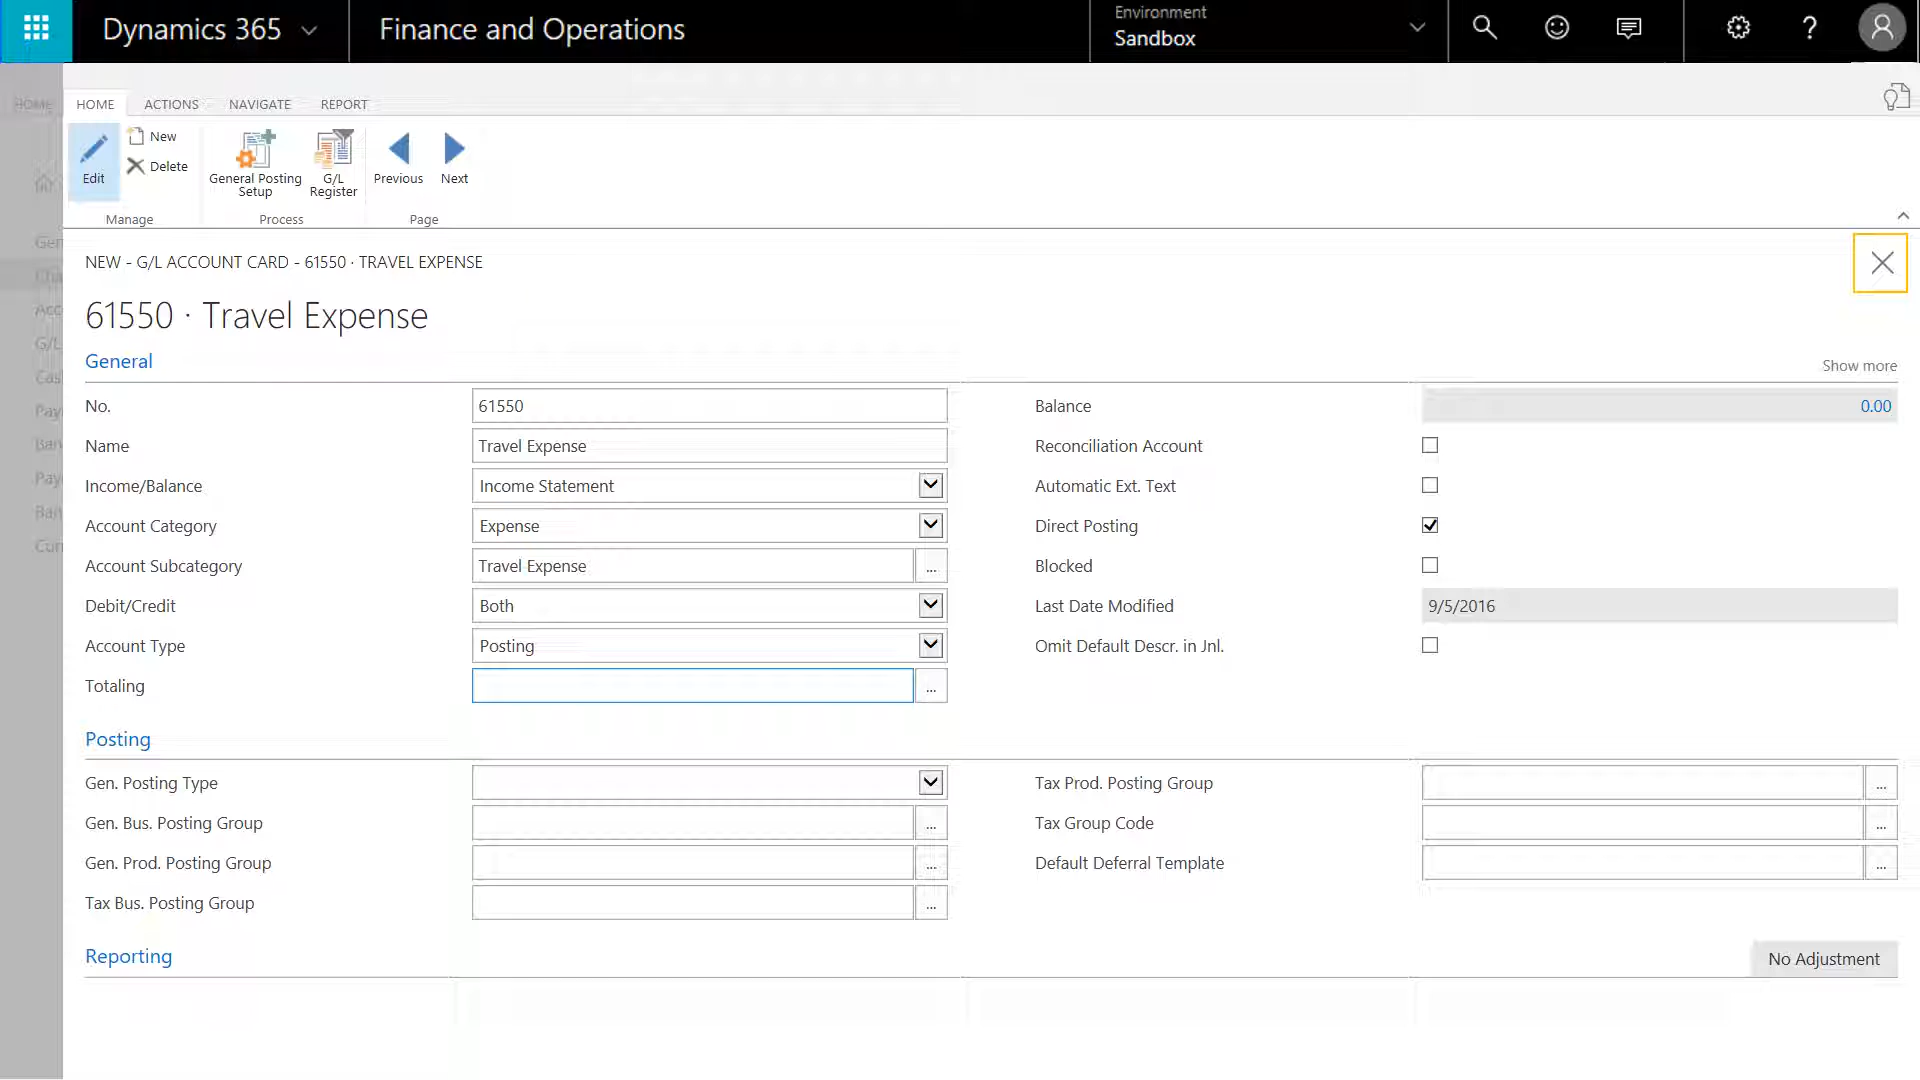 Dynamics 365
Finance and Operations
Environment
Sandbox
HOME
HOME
ACTIONS
NAVIGATE
REPORT
Edit
New
Delete
General Posting
Setup
G/L
Register
Previous
Next
Manage
Process
Page
NEW - G/L ACCOUNT CARD - 61550 · TRAVEL EXPENSE
61550 · Travel Expense
General
Show more
No.
61550
Balance
0.00
Name
Travel Expense
Reconciliation Account
Income/Balance
Income Statement
Automatic Ext. Text
Account Category
Expense
Direct Posting
Account Subcategory
Travel Expense
...
Blocked
Debit/Credit
Both
Last Date Modified
9/5/2016
Account Type
Posting
Omit Default Descr. in Jnl.
Totaling
...
Posting
Gen. Posting Type
Tax Prod. Posting Group
...
Gen. Bus. Posting Group
...
Tax Group Code
...
Gen. Prod. Posting Group
...
Default Deferral Template
...
Tax Bus. Posting Group
...
Reporting
No Adjustment